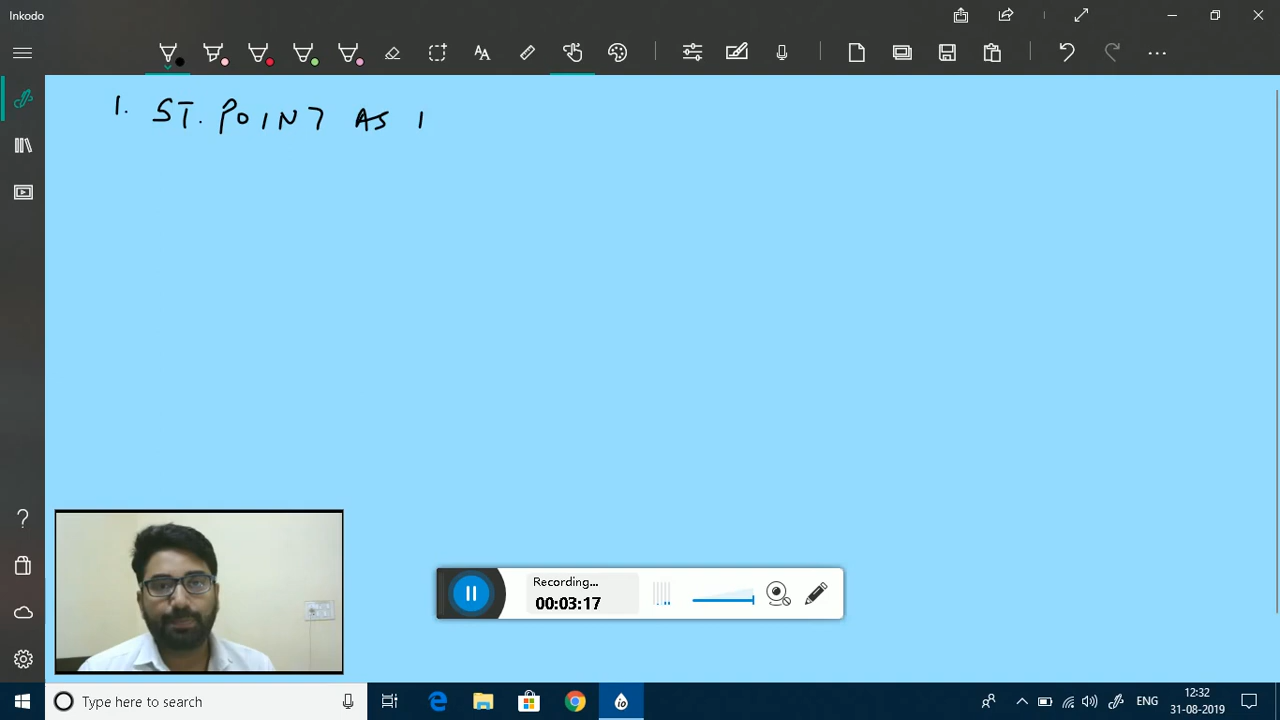 Inkodo
1. ST. POINT AS I
Recording...
00:03:17
Type here to search
ENG
12:32
31-08-2019